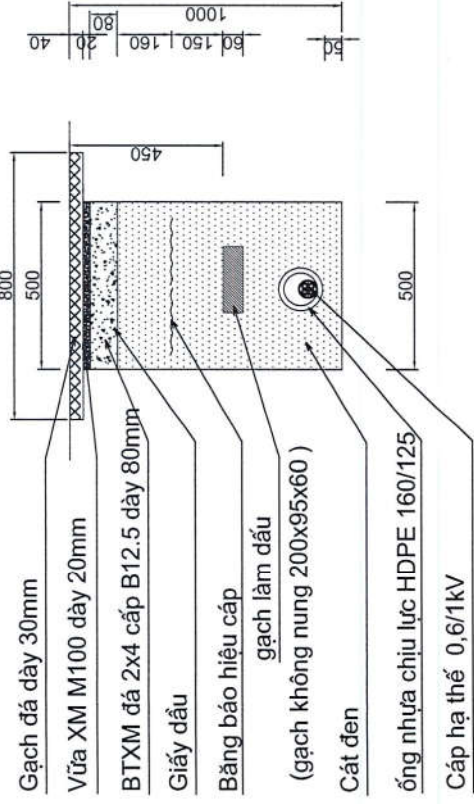 800
500
Gạch đá dày 30mm
Vữa XM M100 dày 20mm
BTXM đá 2x4 cấp B12.5 dày 80mm
Giấy dầu
Băng báo hiệu cáp
gạch làm dấu
(gạch không nung 200x95x60 )
Cát đen
ống nhựa chịu lực HDPE 160/125
Cáp hạ thế 0,6/1kV
450
500
40
20
80
160
150
60
50
1000